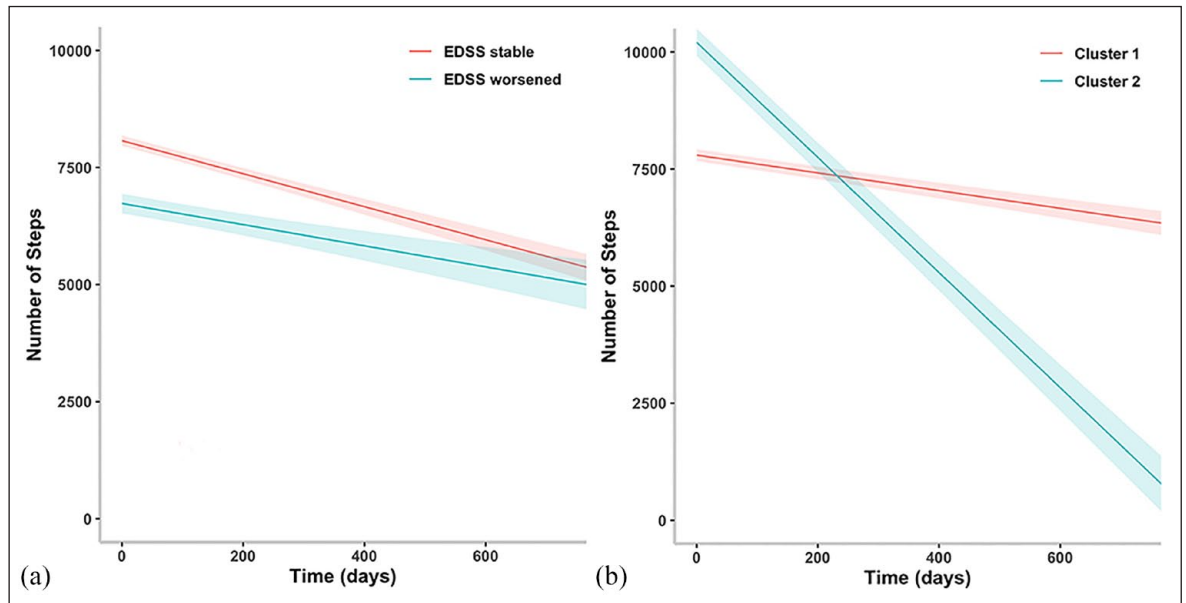 10000
7500
5000
2500
0
Number of Steps
EDSS stable
EDSS worsened
0 200 400 600
Time (days)
(a)
10000
7500
5000
2500
0
Number of Steps
Cluster 1
Cluster 2
0 200 400 600
Time (days)
(b)